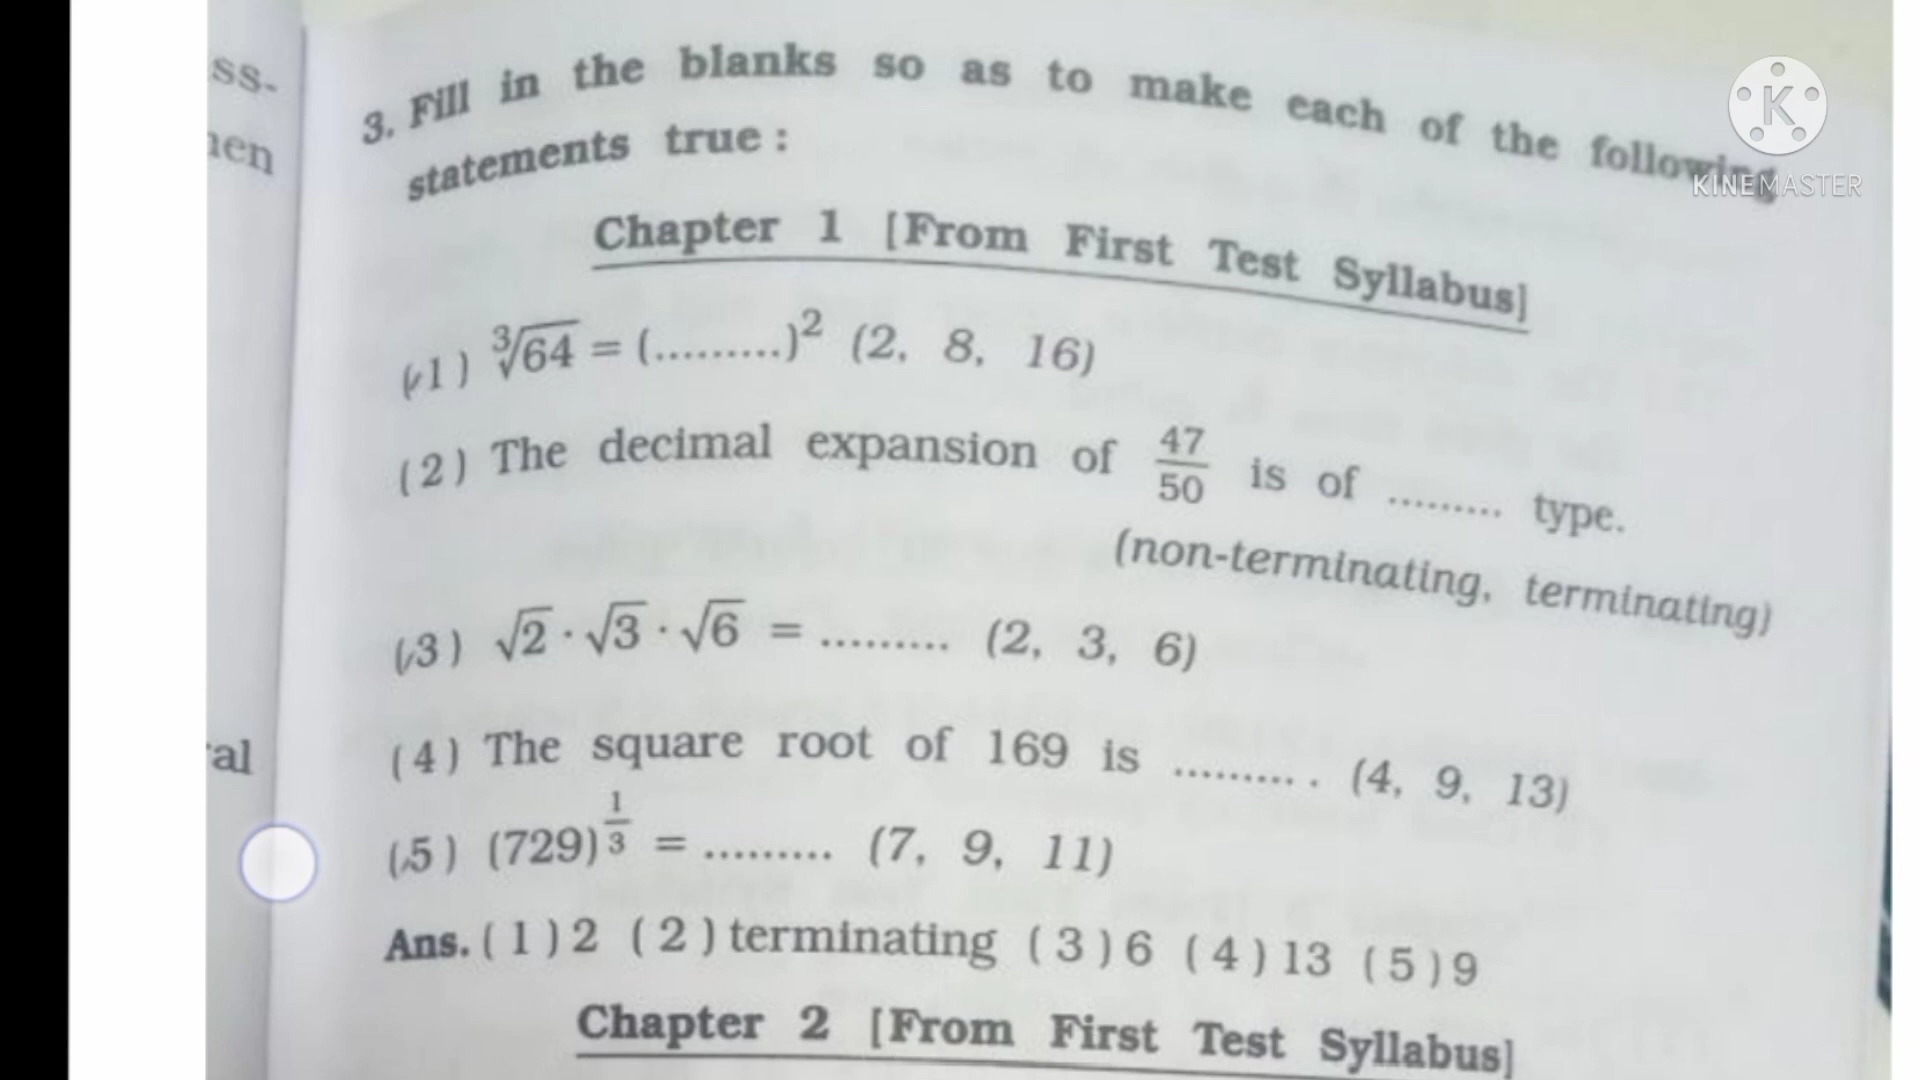 ss-
3. Fill in the blanks so as to make each of the following
statements true :
K
KINEMASTER
Chapter 1 [From First Test Syllabus]
(1) ∛64 = (.........)² (2, 8, 16)
(2) The decimal expansion of 47/50 is of ......... type.
(non-terminating, terminating)
(3) √2 · √3 · √6 = ......... (2, 3, 6)
al
(4) The square root of 169 is ......... . (4, 9, 13)
(5) (729)^(1/3) = ......... (7, 9, 11)
Ans. (1) 2 (2) terminating (3) 6 (4) 13 (5) 9
Chapter 2 [From First Test Syllabus]